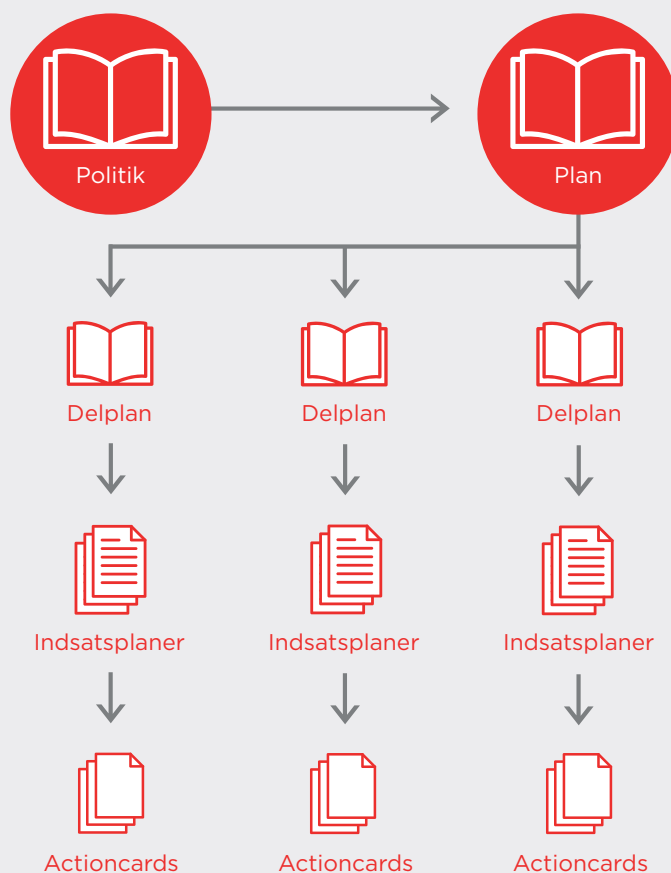 Politik
Plan
Delplan
Delplan
Delplan
Indsatsplaner
Indsatsplaner
Indsatsplaner
Actioncards
Actioncards
Actioncards